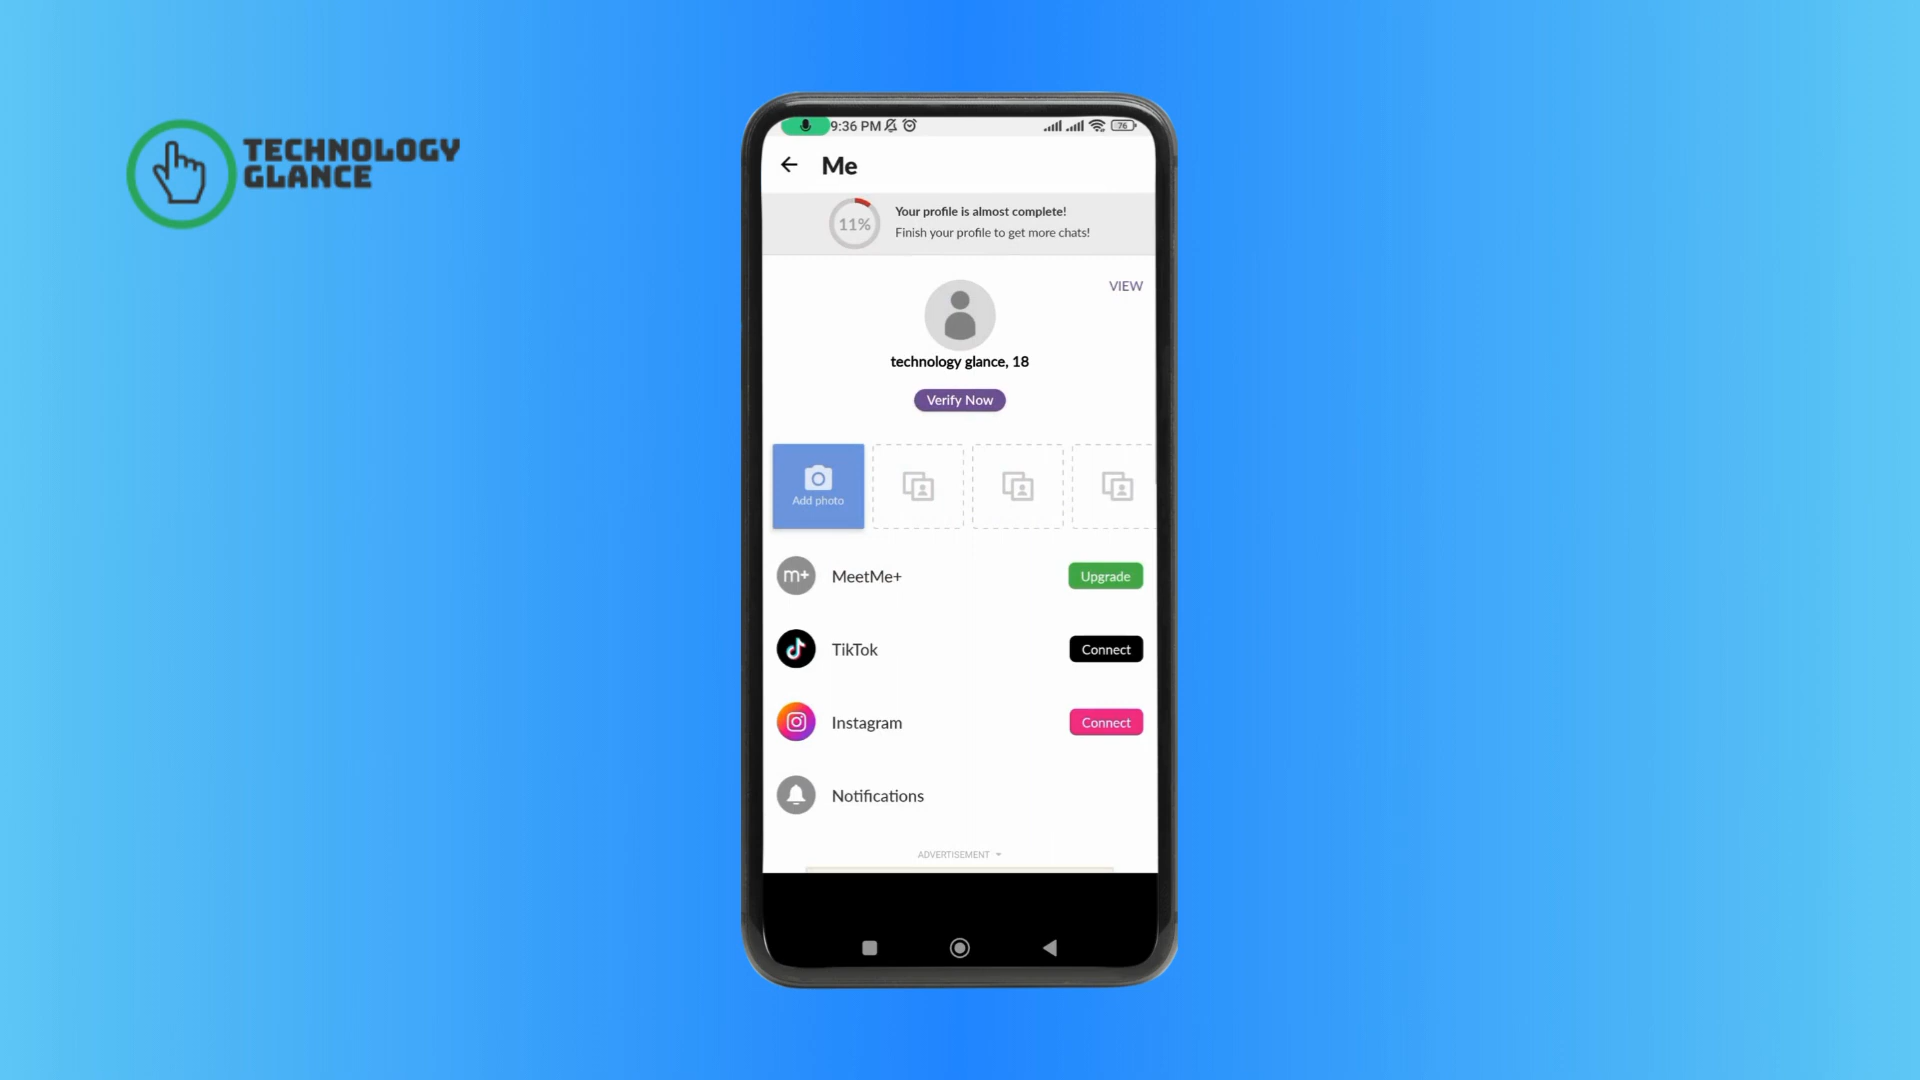 TECHNOLOGY
GLANCE
9:36 PM
76
Me
11%
Your profile is almost complete!
Finish your profile to get more chats!
VIEW
technology glance, 18
Verify Now
Add photo
m+
MeetMe+
Upgrade
TikTok
Connect
Instagram
Connect
Notifications
ADVERTISEMENT